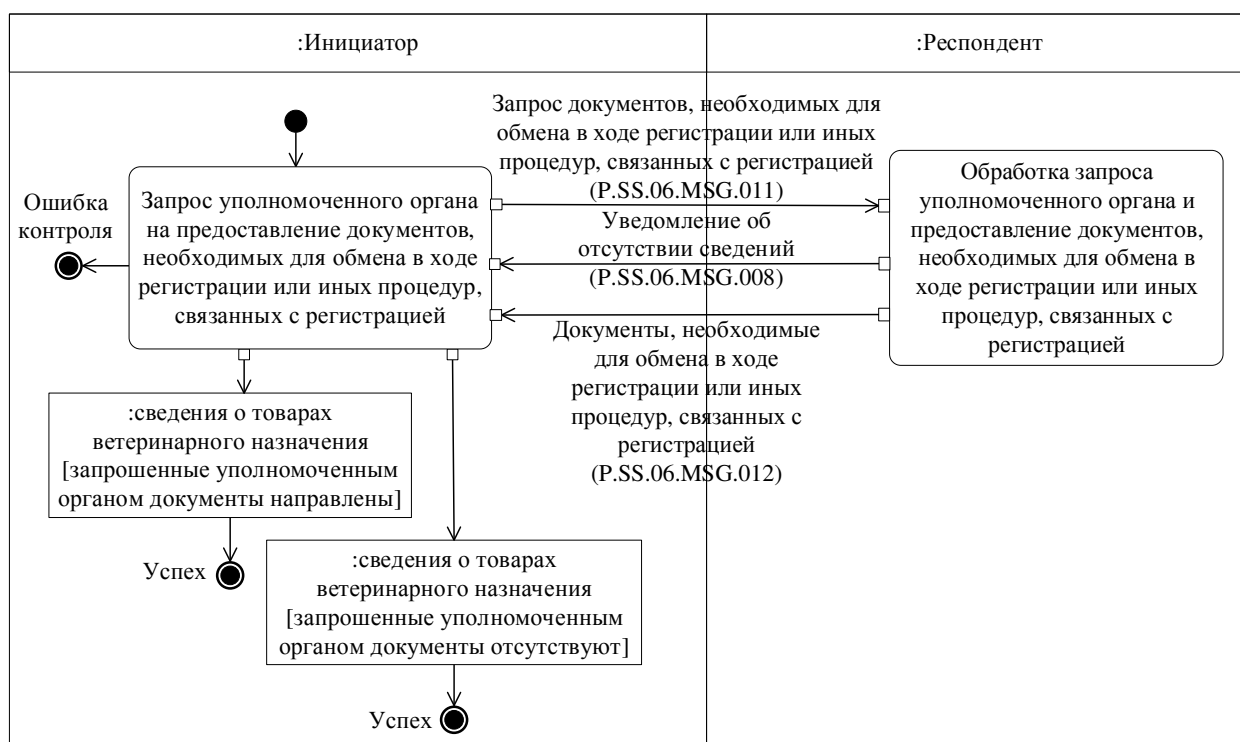 :Инициатор
:Респондент
Запрос документов, необходимых для
обмена в ходе регистрации или иных
процедур, связанных с регистрацией
(P.SS.06.MSG.011)
Ошибка
контроля
Запрос уполномоченного органа
на предоставление документов,
необходимых для обмена в ходе
регистрации или иных процедур,
связанных с регистрацией
Уведомление об
отсутствии сведений
(P.SS.06.MSG.008)
Обработка запроса
уполномоченного органа и
предоставление документов,
необходимых для обмена в
ходе регистрации или иных
процедур, связанных с
регистрацией
Документы, необходимые
для обмена в ходе
регистрации или иных
процедур, связанных с
регистрацией
(P.SS.06.MSG.012)
:сведения о товарах
ветеринарного назначения
[запрошенные уполномоченным
органом документы направлены]
Успех
:сведения о товарах
ветеринарного назначения
[запрошенные уполномоченным
органом документы отсутствуют]
Успех